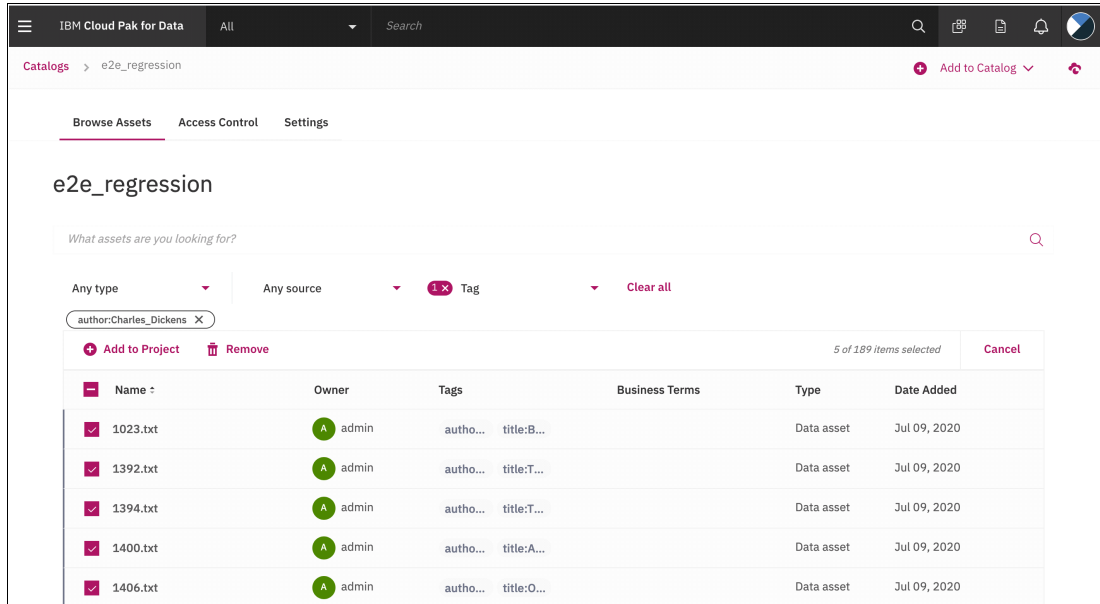 IBM Cloud Pak for Data All Search
Catalogs > e2e_regression Add to Catalog
Browse Assets Access Control Settings
e2e_regression
What assets are you looking for?
Any type Any source 1 × Tag Clear all
author:Charles_Dickens ×
Add to Project Remove 5 of 189 items selected Cancel
Name Owner Tags Business Terms Type Date Added
1023.txt A admin autho... title:B... Data asset Jul 09, 2020
1392.txt A admin autho... title:T... Data asset Jul 09, 2020
1394.txt A admin autho... title:T... Data asset Jul 09, 2020
1400.txt A admin autho... title:A... Data asset Jul 09, 2020
1406.txt A admin autho... title:O... Data asset Jul 09, 2020